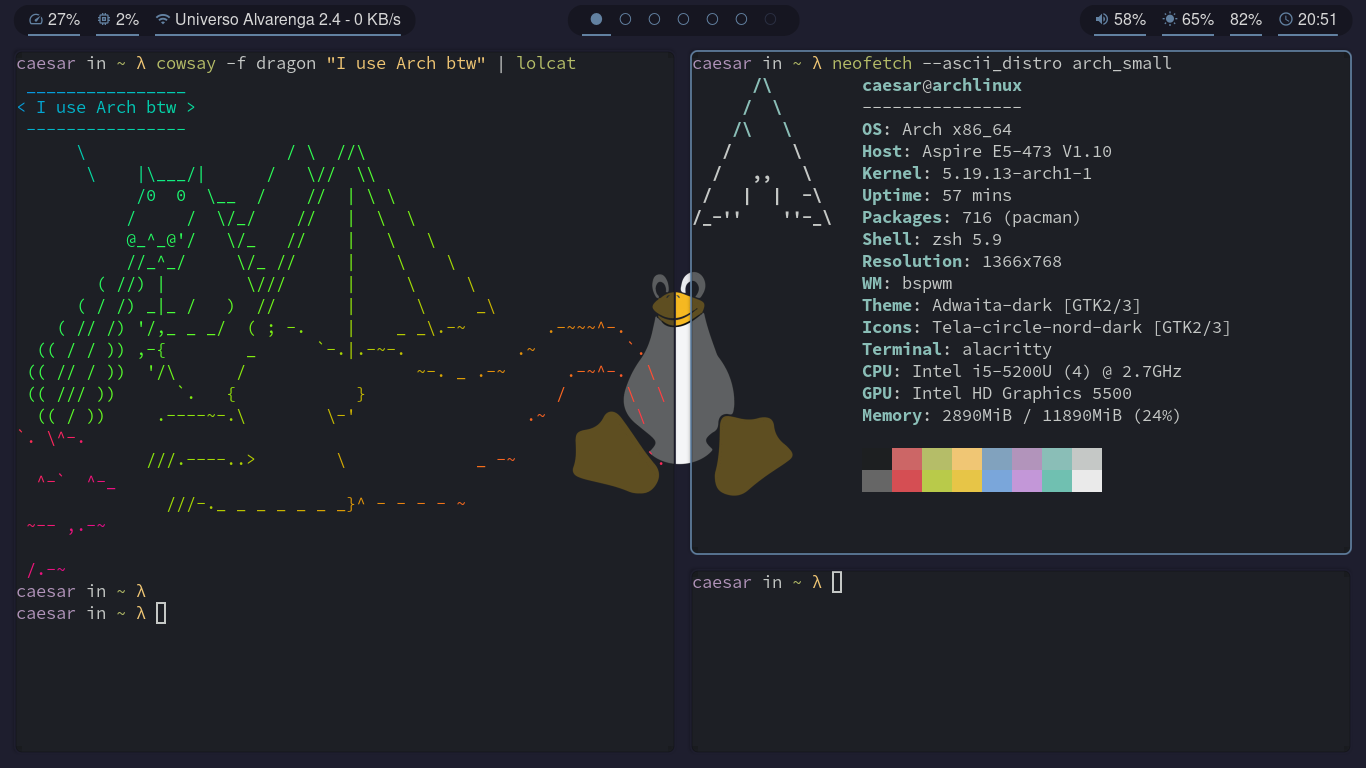 27% 2% Universo Alvarenga 2.4 - 0 KB/s 58% 65% 82% 20:51
caesar in ~ λ cowsay -f dragon "I use Arch btw" | lolcat
< I use Arch btw >
caesar in ~ λ
caesar in ~ λ
caesar in ~ λ neofetch --ascii_distro arch_small
caesar@archlinux
----------------
OS: Arch x86_64
Host: Aspire E5-473 V1.10
Kernel: 5.19.13-arch1-1
Uptime: 57 mins
Packages: 716 (pacman)
Shell: zsh 5.9
Resolution: 1366x768
WM: bspwm
Theme: Adwaita-dark [GTK2/3]
Icons: Tela-circle-nord-dark [GTK2/3]
Terminal: alacritty
CPU: Intel i5-5200U (4) @ 2.7GHz
GPU: Intel HD Graphics 5500
Memory: 2890MiB / 11890MiB (24%)
caesar in ~ λ